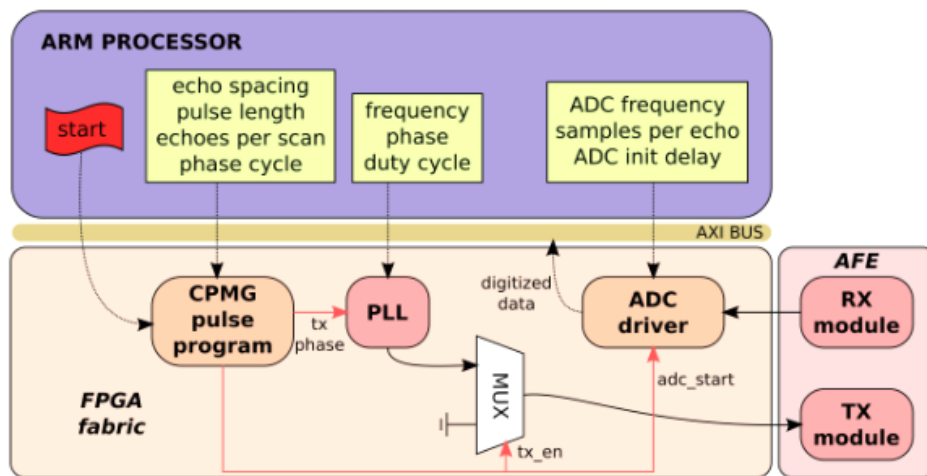 ARM PROCESSOR
start
echo spacing
pulse length
echoes per scan
phase cycle
frequency
phase
duty cycle
ADC frequency
samples per echo
ADC init delay
AXI BUS
CPMG
pulse
program
tx
phase
PLL
digitized
data
ADC
driver
AFE
RX
module
MUX
adc_start
TX
module
tx_en
FPGA
fabric